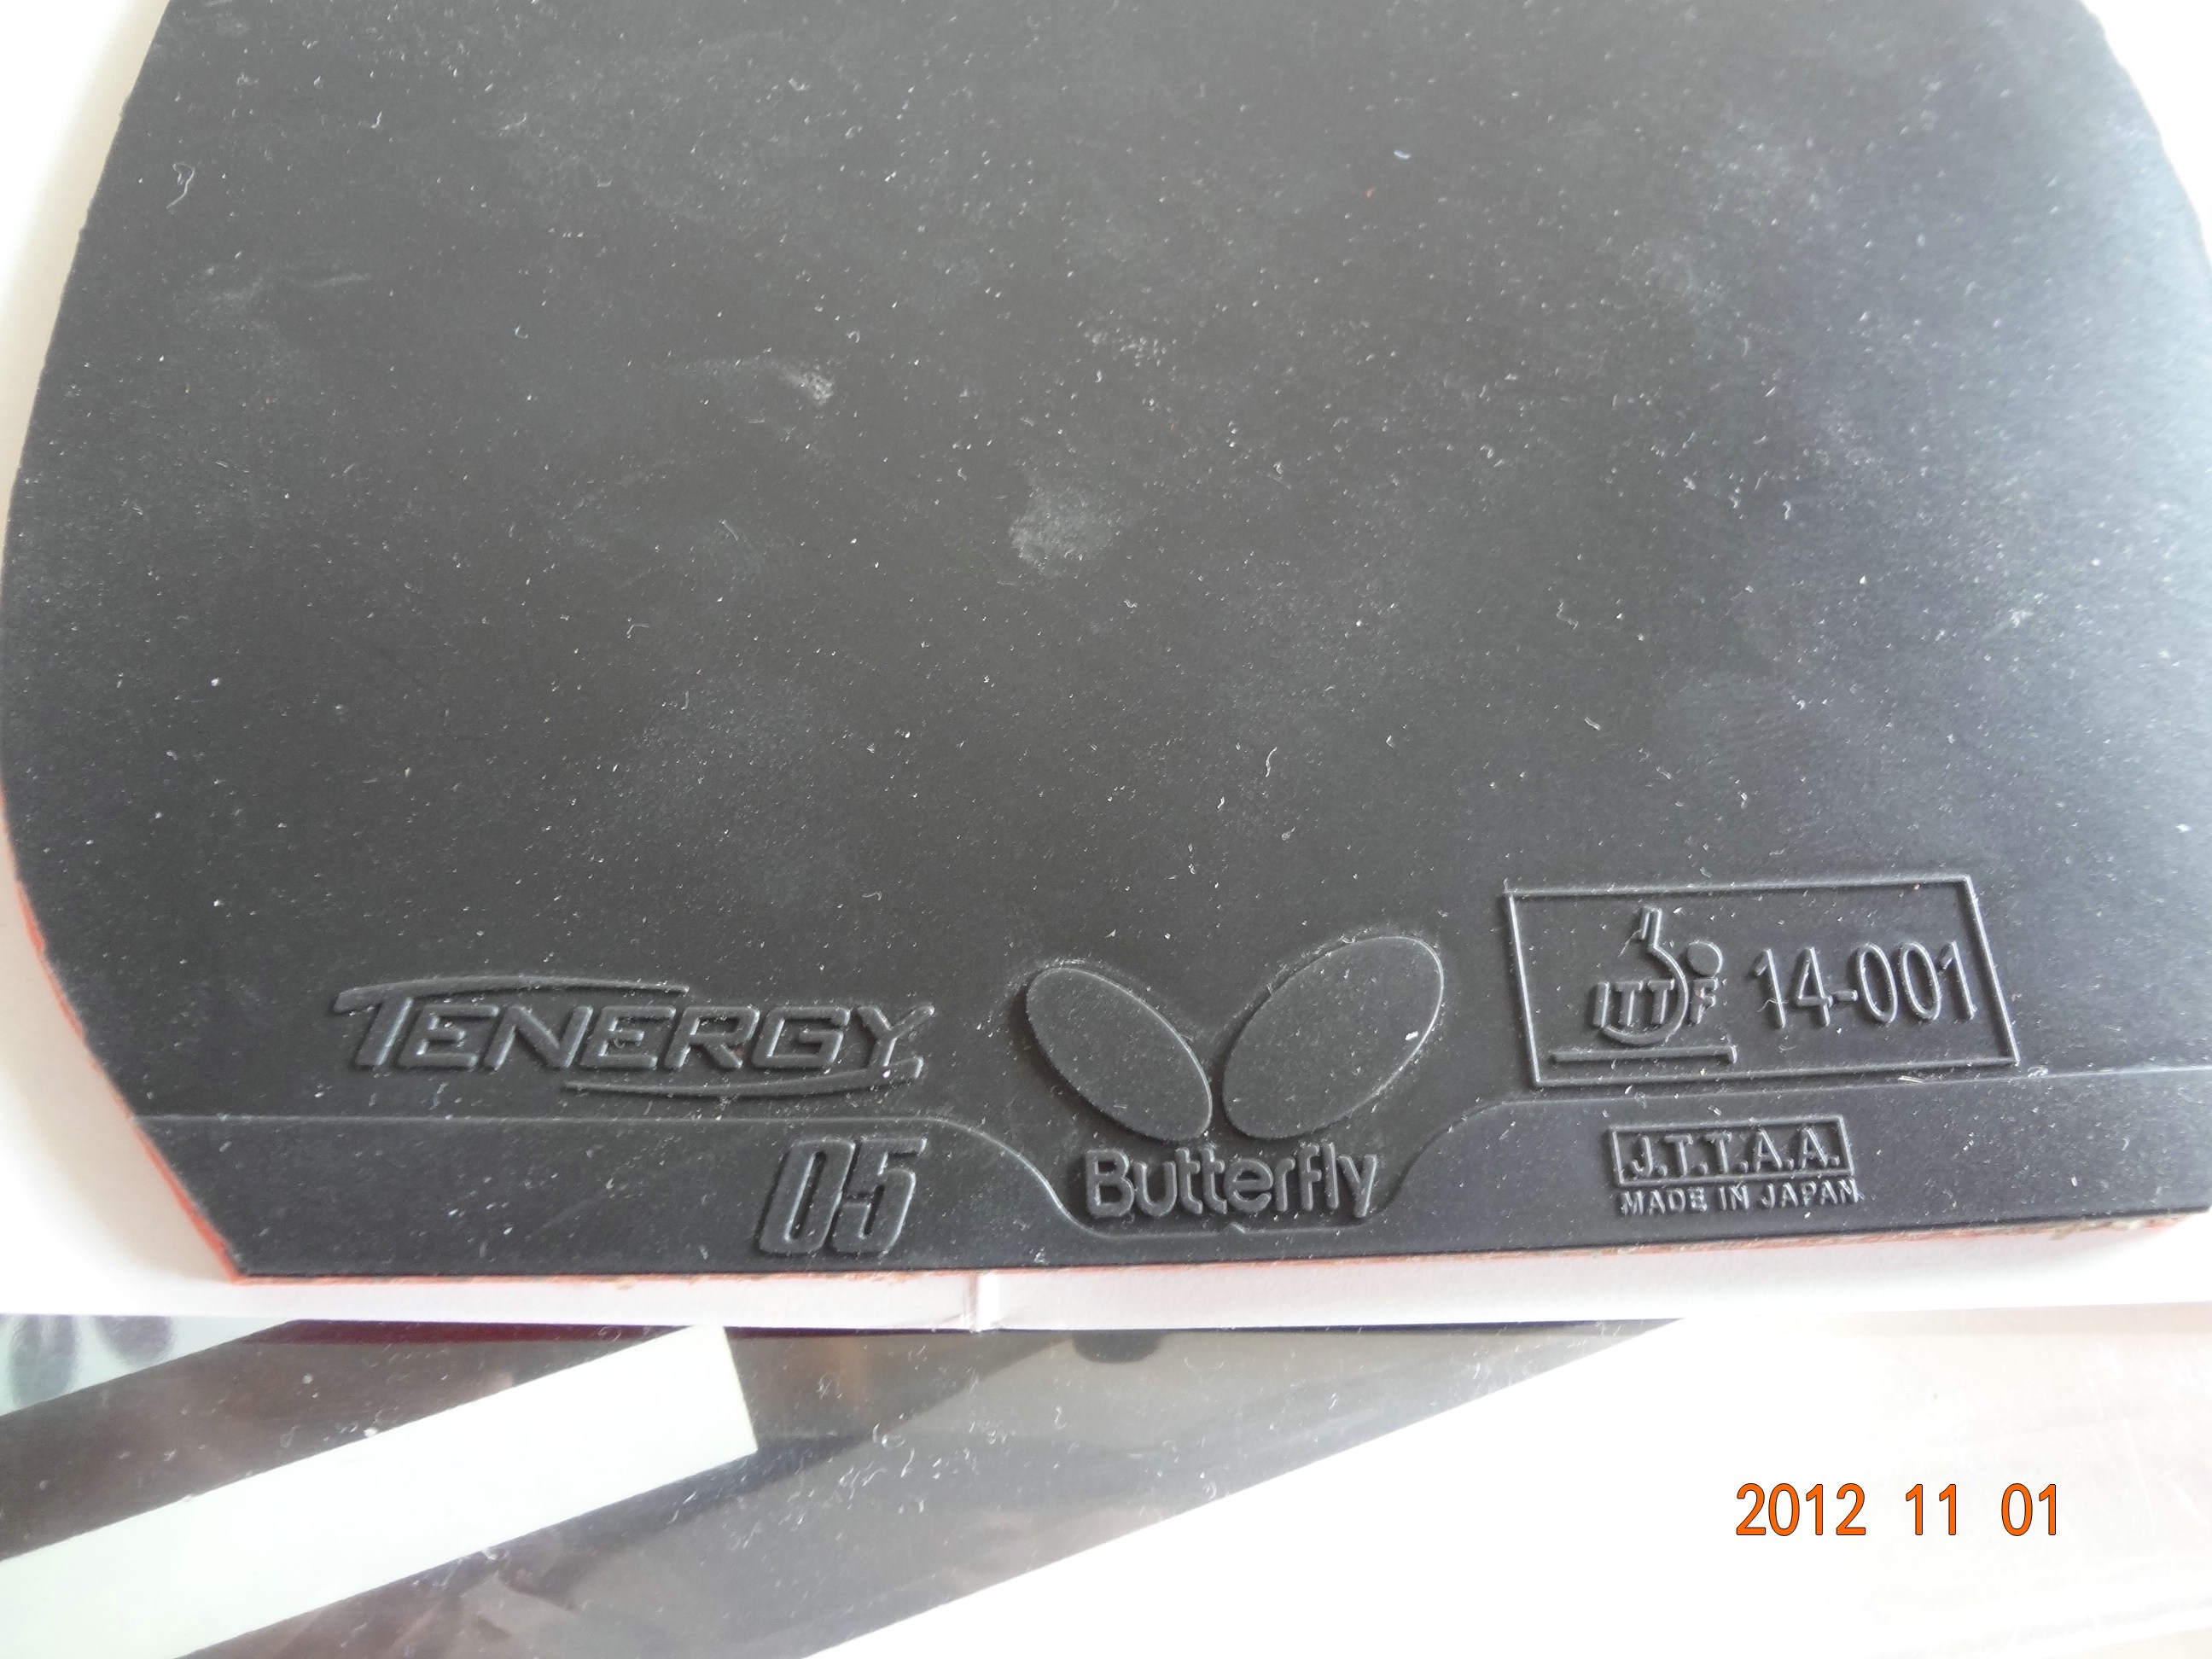 TENERGY
05
Butterfly
ITTF 14-001
J.T.T.A.A.
MADE IN JAPAN
2012 11 01